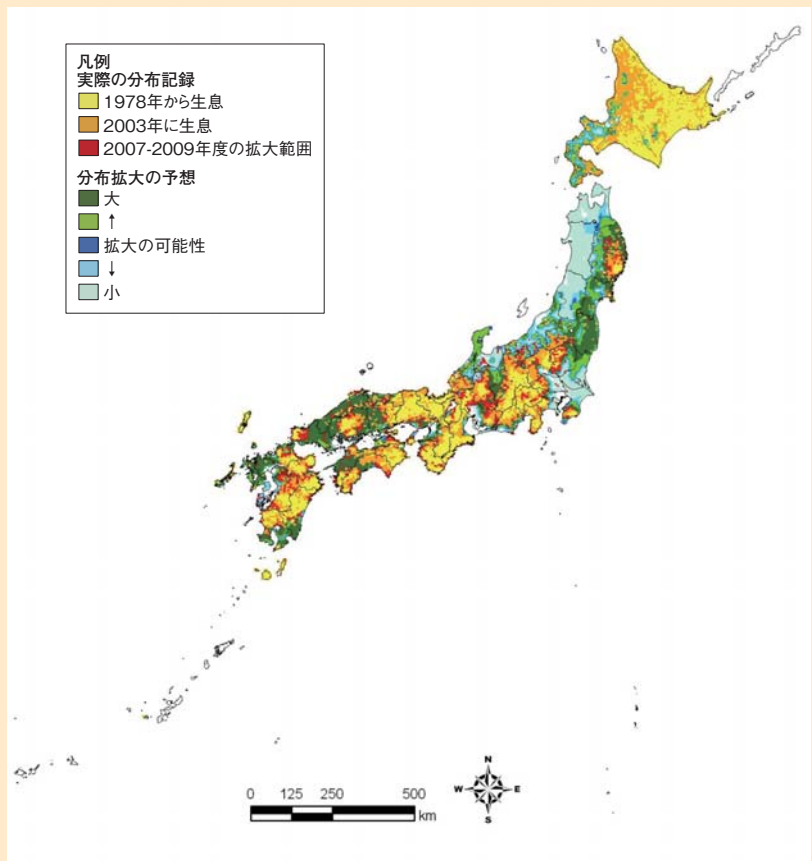 凡例
実際の分布記録
1978年から生息
2003年に生息
2007-2009年度の拡大範囲
分布拡大の予想
大
↑
拡大の可能性
↓
小
N
W E
S
0 125 250 500
km